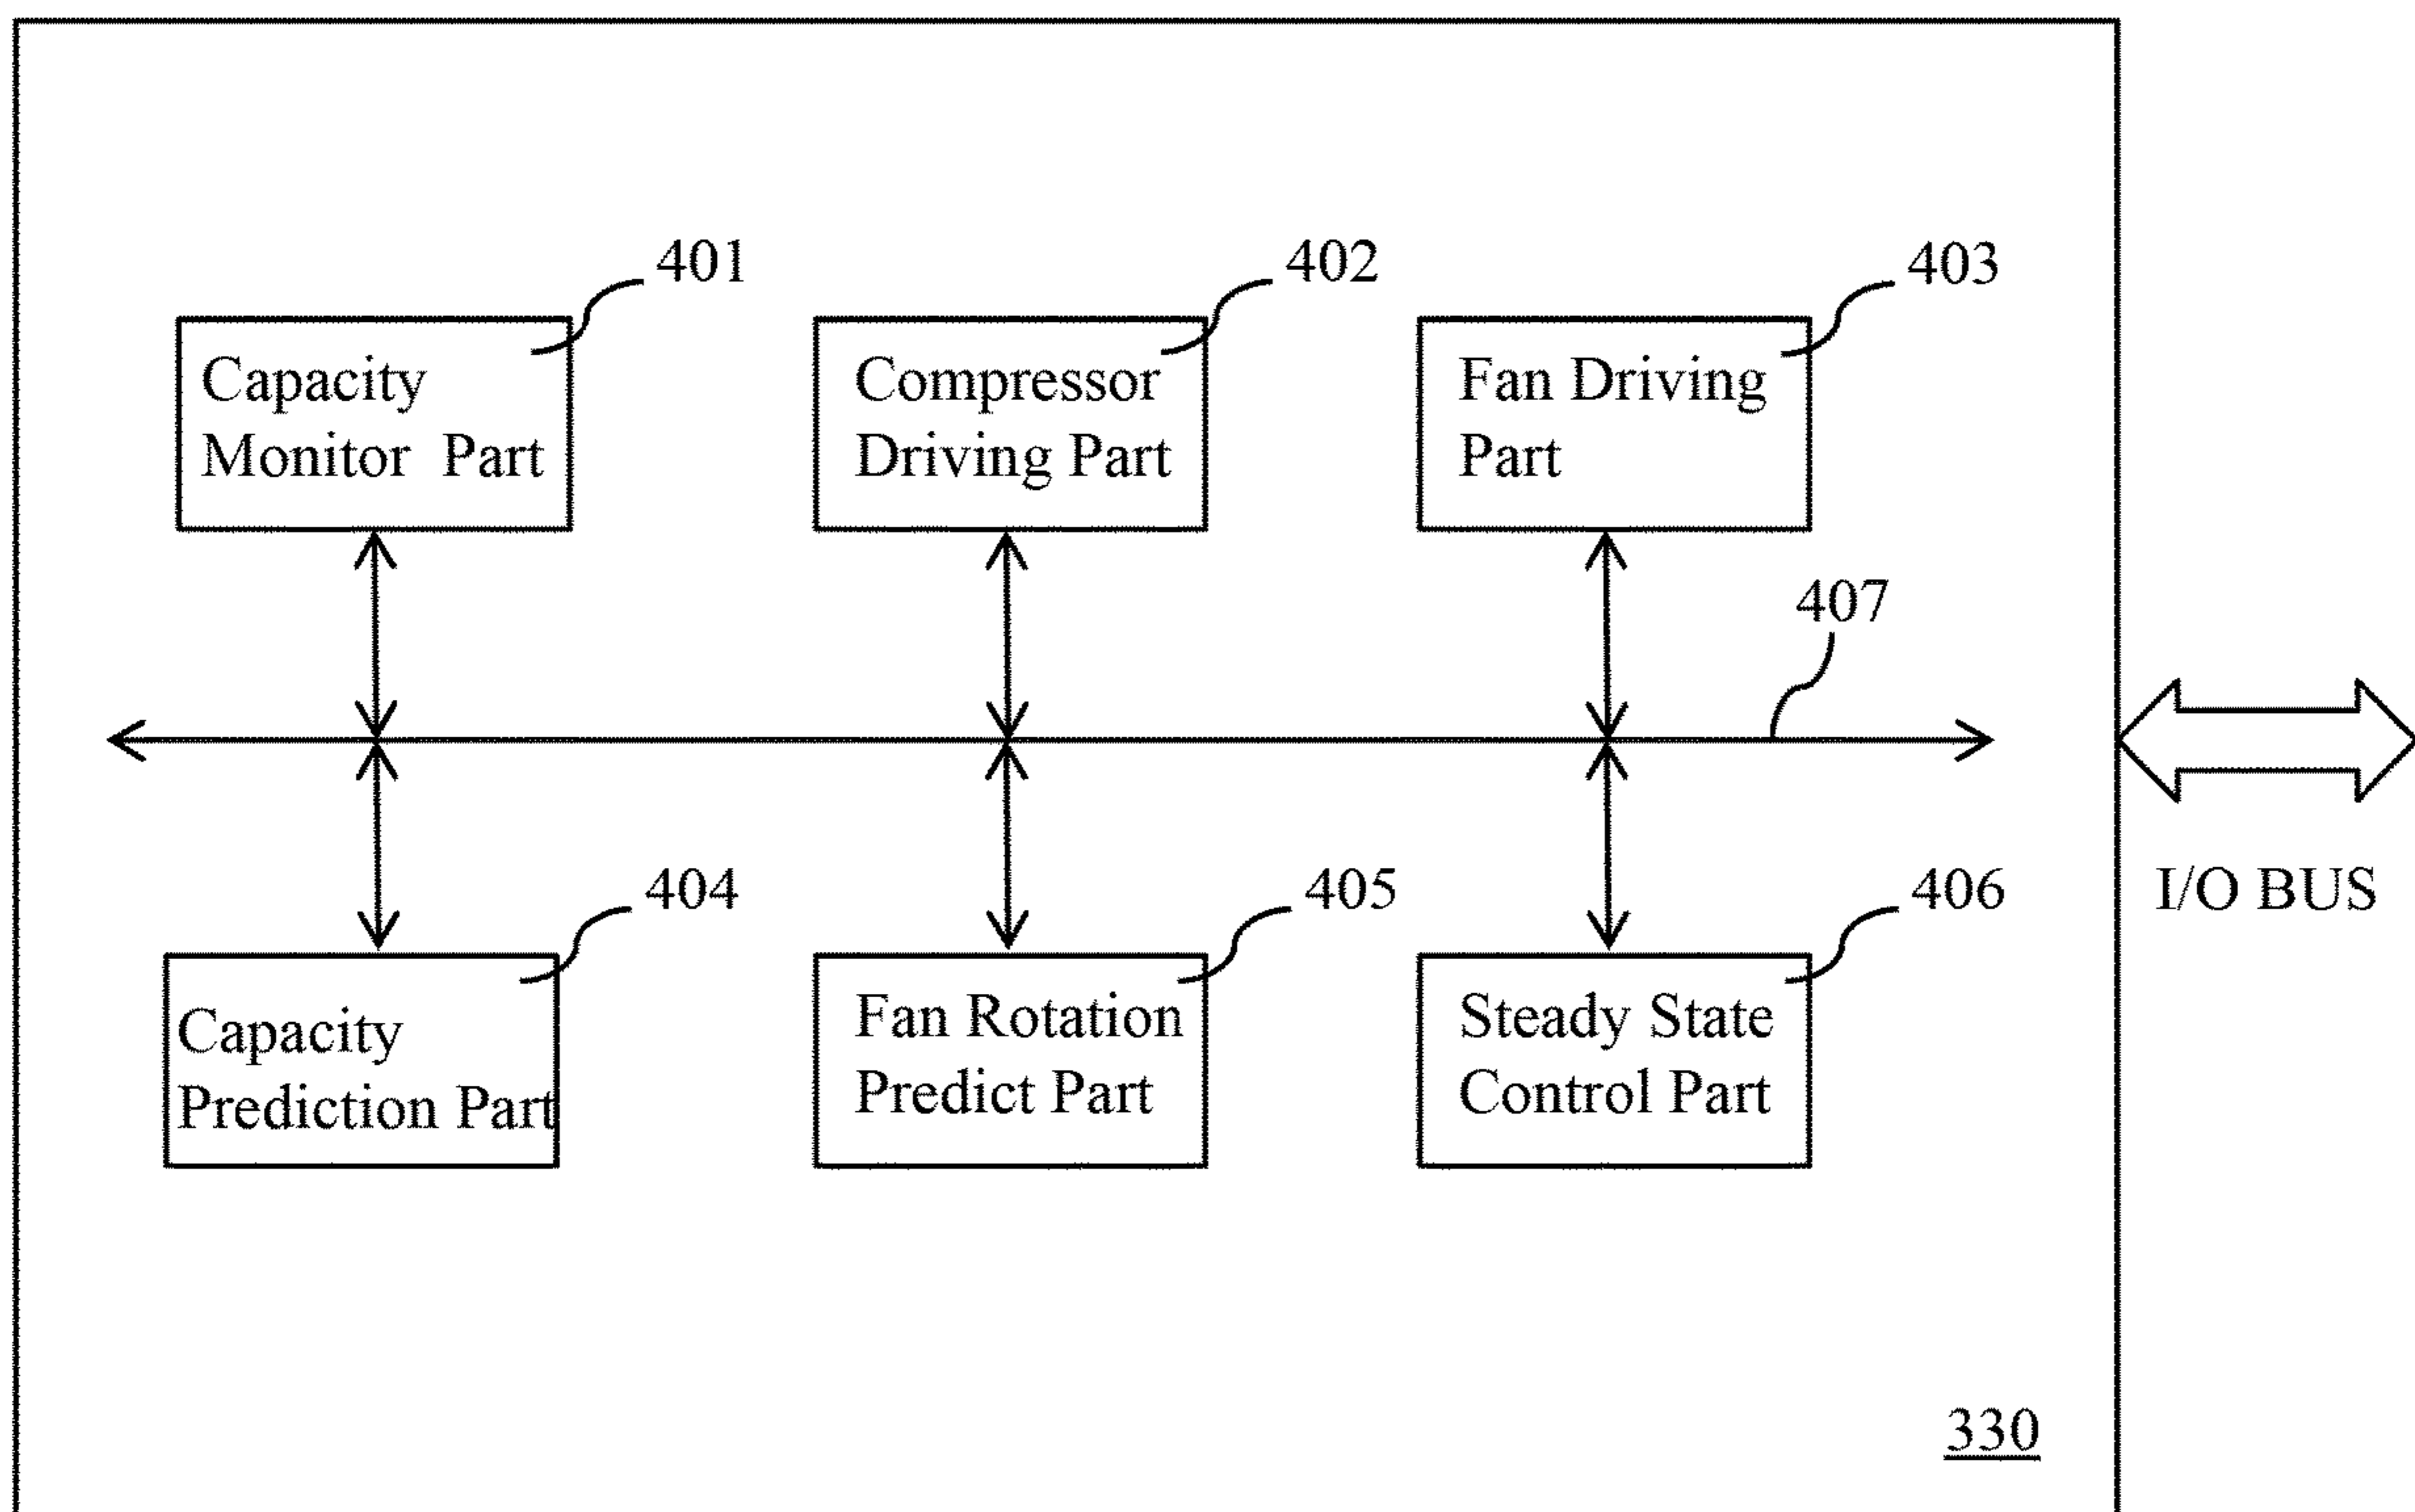 401
402
403
Capacity
Monitor Part
Compressor
Driving Part
Fan Driving
Part
407
404
405
406
I/O BUS
Capacity
Prediction Part
Fan Rotation
Predict Part
Steady State
Control Part
330